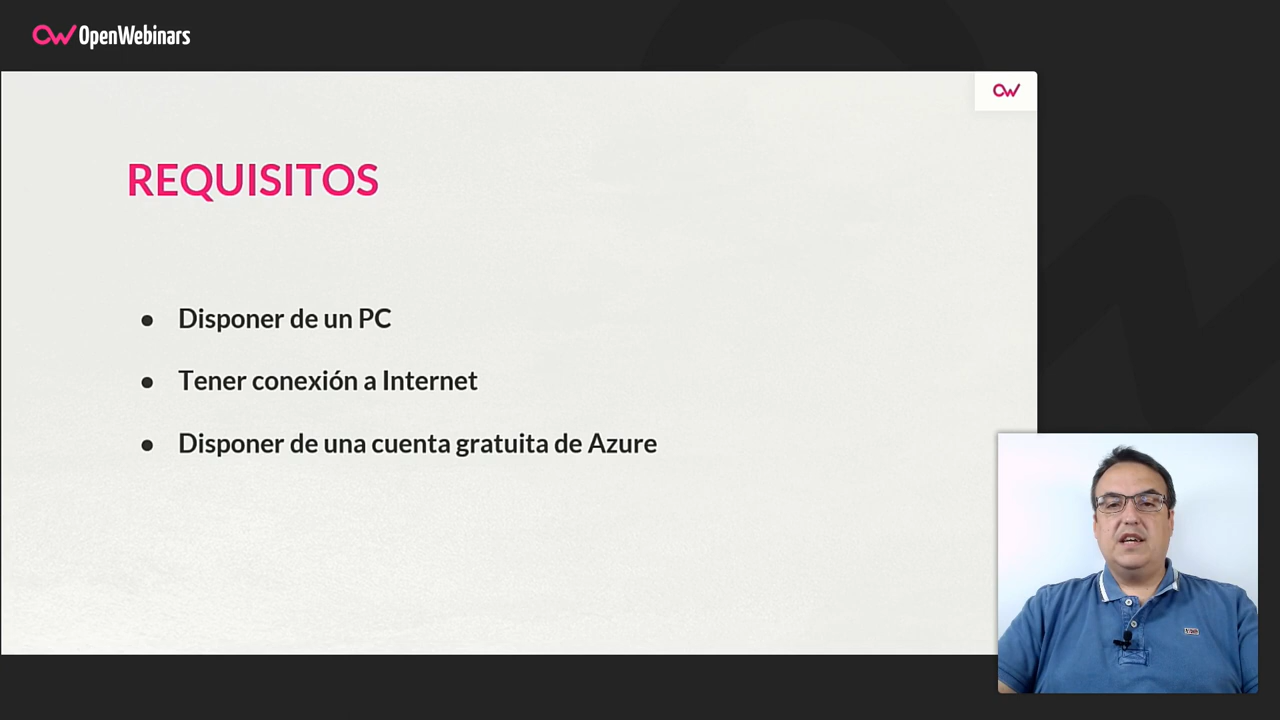 OpenWebinars
REQUISITOS
● Disponer de un PC
● Tener conexión a Internet
● Disponer de una cuenta gratuita de Azure